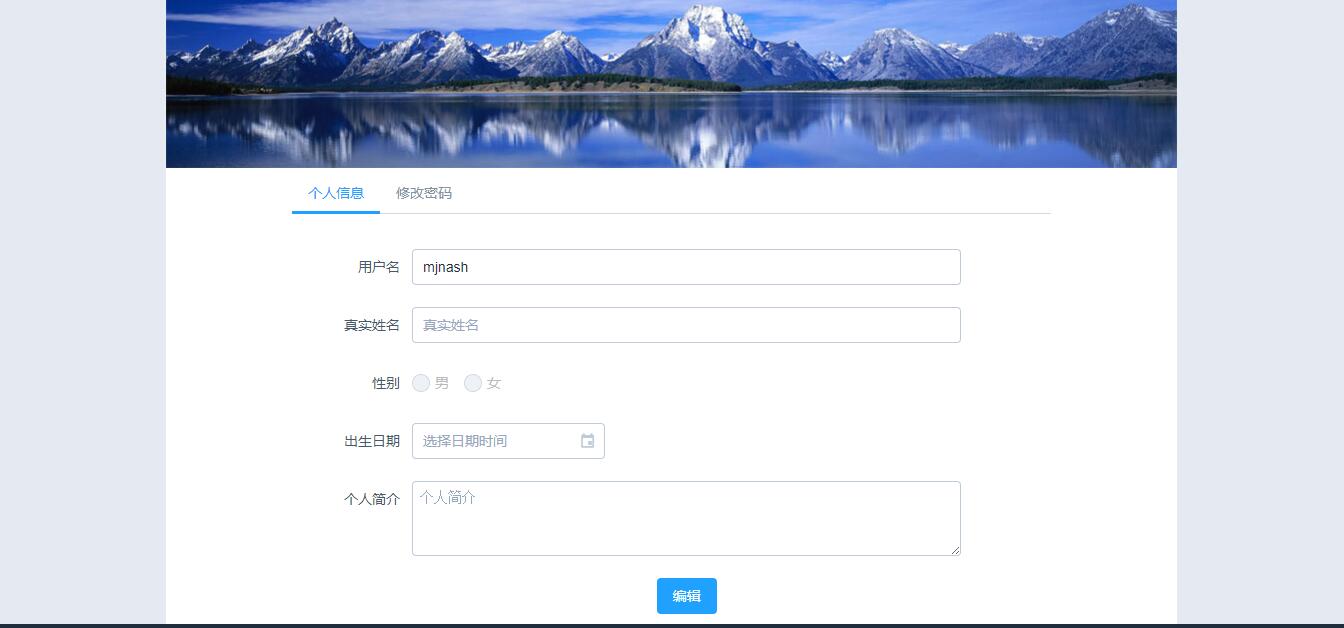 个人信息 修改密码
用户名 mjnash
真实姓名 真实姓名
性别 男 女
出生日期 选择日期时间
个人简介 个人简介
编辑